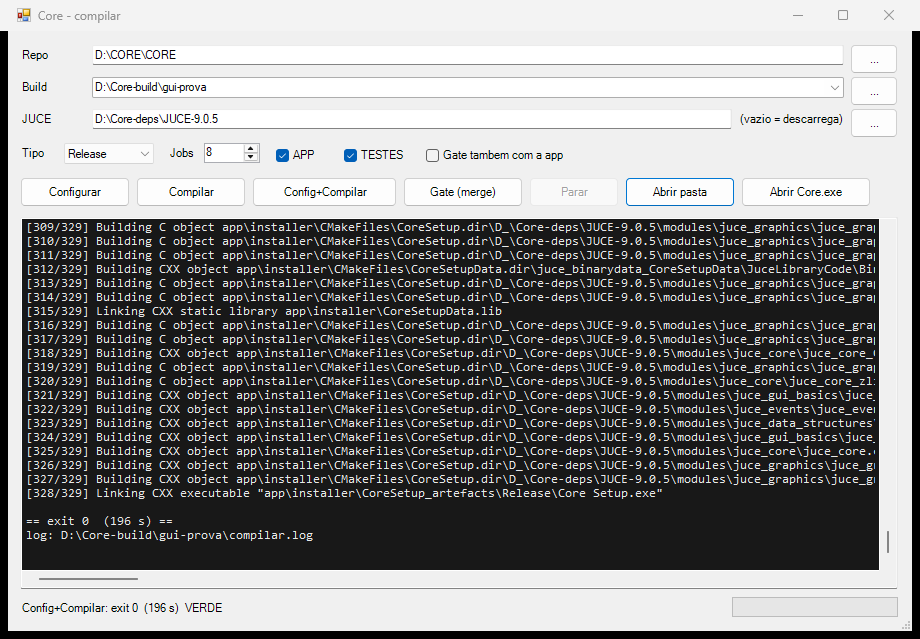 Core - compilar
Repo D:\CORE\CORE ...
Build D:\Core-build\gui-prova ...
JUCE D:\Core-deps\JUCE-9.0.5 (vazio = descarrega) ...
Tipo Release Jobs 8 APP TESTES Gate tambem com a app
Configurar Compilar Config+Compilar Gate (merge) Parar Abrir pasta Abrir Core.exe
[309/329] Building C object app\installer\CMakeFiles\CoreSetup.dir\D_\Core-deps\JUCE-9.0.5\modules\juce_graphics\juce_gra
[310/329] Building C object app\installer\CMakeFiles\CoreSetup.dir\D_\Core-deps\JUCE-9.0.5\modules\juce_graphics\juce_gra
[311/329] Building C object app\installer\CMakeFiles\CoreSetup.dir\D_\Core-deps\JUCE-9.0.5\modules\juce_graphics\juce_gra
[312/329] Building CXX object app\installer\CMakeFiles\CoreSetupData.dir\juce_binarydata_CoreSetupData\JuceLibraryCode\Bi
[313/329] Building C object app\installer\CMakeFiles\CoreSetup.dir\D_\Core-deps\JUCE-9.0.5\modules\juce_graphics\juce_gra
[314/329] Building C object app\installer\CMakeFiles\CoreSetup.dir\D_\Core-deps\JUCE-9.0.5\modules\juce_graphics\juce_gra
[315/329] Linking CXX static library app\installer\CoreSetupData.lib
[316/329] Building C object app\installer\CMakeFiles\CoreSetup.dir\D_\Core-deps\JUCE-9.0.5\modules\juce_graphics\juce_gra
[317/329] Building C object app\installer\CMakeFiles\CoreSetup.dir\D_\Core-deps\JUCE-9.0.5\modules\juce_graphics\juce_gra
[318/329] Building CXX object app\installer\CMakeFiles\CoreSetup.dir\D_\Core-deps\JUCE-9.0.5\modules\juce_core\juce_core_
[319/329] Building C object app\installer\CMakeFiles\CoreSetup.dir\D_\Core-deps\JUCE-9.0.5\modules\juce_graphics\juce_gra
[320/329] Building C object app\installer\CMakeFiles\CoreSetup.dir\D_\Core-deps\JUCE-9.0.5\modules\juce_core\juce_core_zl
[321/329] Building CXX object app\installer\CMakeFiles\CoreSetup.dir\D_\Core-deps\JUCE-9.0.5\modules\juce_gui_basics\juce_
[322/329] Building CXX object app\installer\CMakeFiles\CoreSetup.dir\D_\Core-deps\JUCE-9.0.5\modules\juce_events\juce_eve
[323/329] Building CXX object app\installer\CMakeFiles\CoreSetup.dir\D_\Core-deps\JUCE-9.0.5\modules\juce_data_structures
[324/329] Building CXX object app\installer\CMakeFiles\CoreSetup.dir\D_\Core-deps\JUCE-9.0.5\modules\juce_gui_basics\juce_
[325/329] Building CXX object app\installer\CMakeFiles\CoreSetup.dir\D_\Core-deps\JUCE-9.0.5\modules\juce_core\juce_core.
[326/329] Building CXX object app\installer\CMakeFiles\CoreSetup.dir\D_\Core-deps\JUCE-9.0.5\modules\juce_graphics\juce_g
[327/329] Building CXX object app\installer\CMakeFiles\CoreSetup.dir\D_\Core-deps\JUCE-9.0.5\modules\juce_graphics\juce_g
[328/329] Linking CXX executable "app\installer\CoreSetup_artefacts\Release\Core Setup.exe"
== exit 0 (196 s) ==
log: D:\Core-build\gui-prova\compilar.log
Config+Compilar: exit 0 (196 s) VERDE